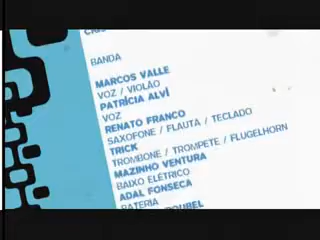 BANDA
MARCOS VALLE
VOZ / VIOLÃO
PATRÍCIA ALVÍ
VOZ
RENATO FRANCO
SAXOFONE / FLAUTA / TECLADO
TRICK
TROMBONE / TROMPETE / FLUGELHORN
MAZINHO VENTURA
BAIXO ELÉTRICO
ADAL FONSECA
BATERIA